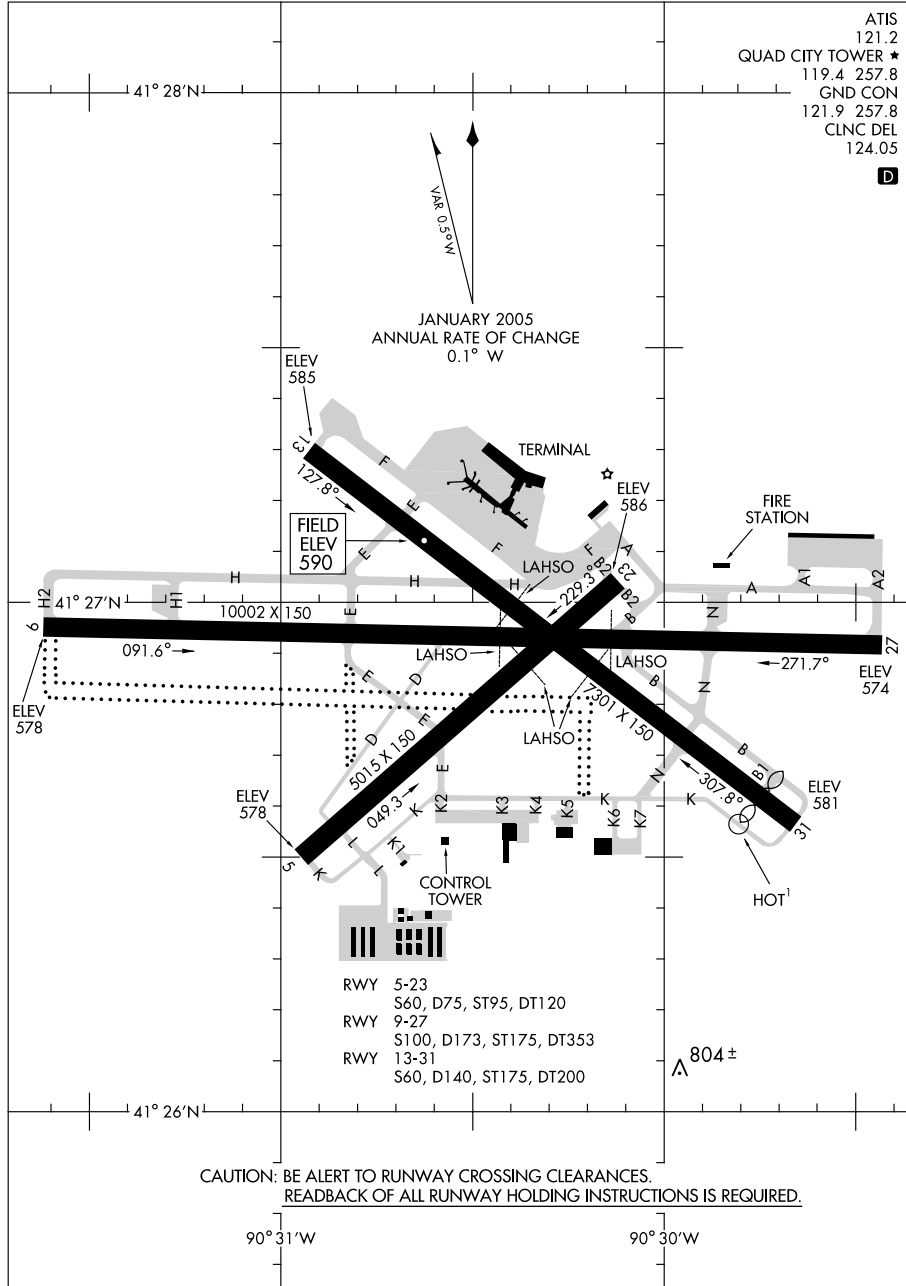 ATIS
121.2
QUAD CITY TOWER ★
119.4 257.8
GND CON
121.9 257.8
CLNC DEL
124.05
D
41° 28'N
VAR 0.5°W
JANUARY 2005
ANNUAL RATE OF CHANGE
0.1° W
ELEV
585
13
127.8°
F
TERMINAL
ELEV
586
FIRE
STATION
E
FIELD
ELEV
590
E
F
F
A
B2
23
LAHSO
229.3°
H
H
H
H1
H2
A
A1
A2
B2
N
41° 27'N
10002 X 150
E
B
9
091.6°
LAHSO
LAHSO
271.7°
27
ELEV
574
ELEV
578
E
D
B
N
7301 X 150
LAHSO
D
E
5015 X 150
E
B
N
B1
307.8°
ELEV
581
31
ELEV
578
049.3
K
K2
K3
K4
K5
K
K6
K7
K
5
K
L
L
K1
CONTROL
TOWER
HOT¹
RWY 5-23
S60, D75, ST95, DT120
RWY 9-27
S100, D173, ST175, DT353
RWY 13-31
S60, D140, ST175, DT200
804 ±
41° 26'N
CAUTION: BE ALERT TO RUNWAY CROSSING CLEARANCES.
READBACK OF ALL RUNWAY HOLDING INSTRUCTIONS IS REQUIRED.
90° 31'W
90° 30'W